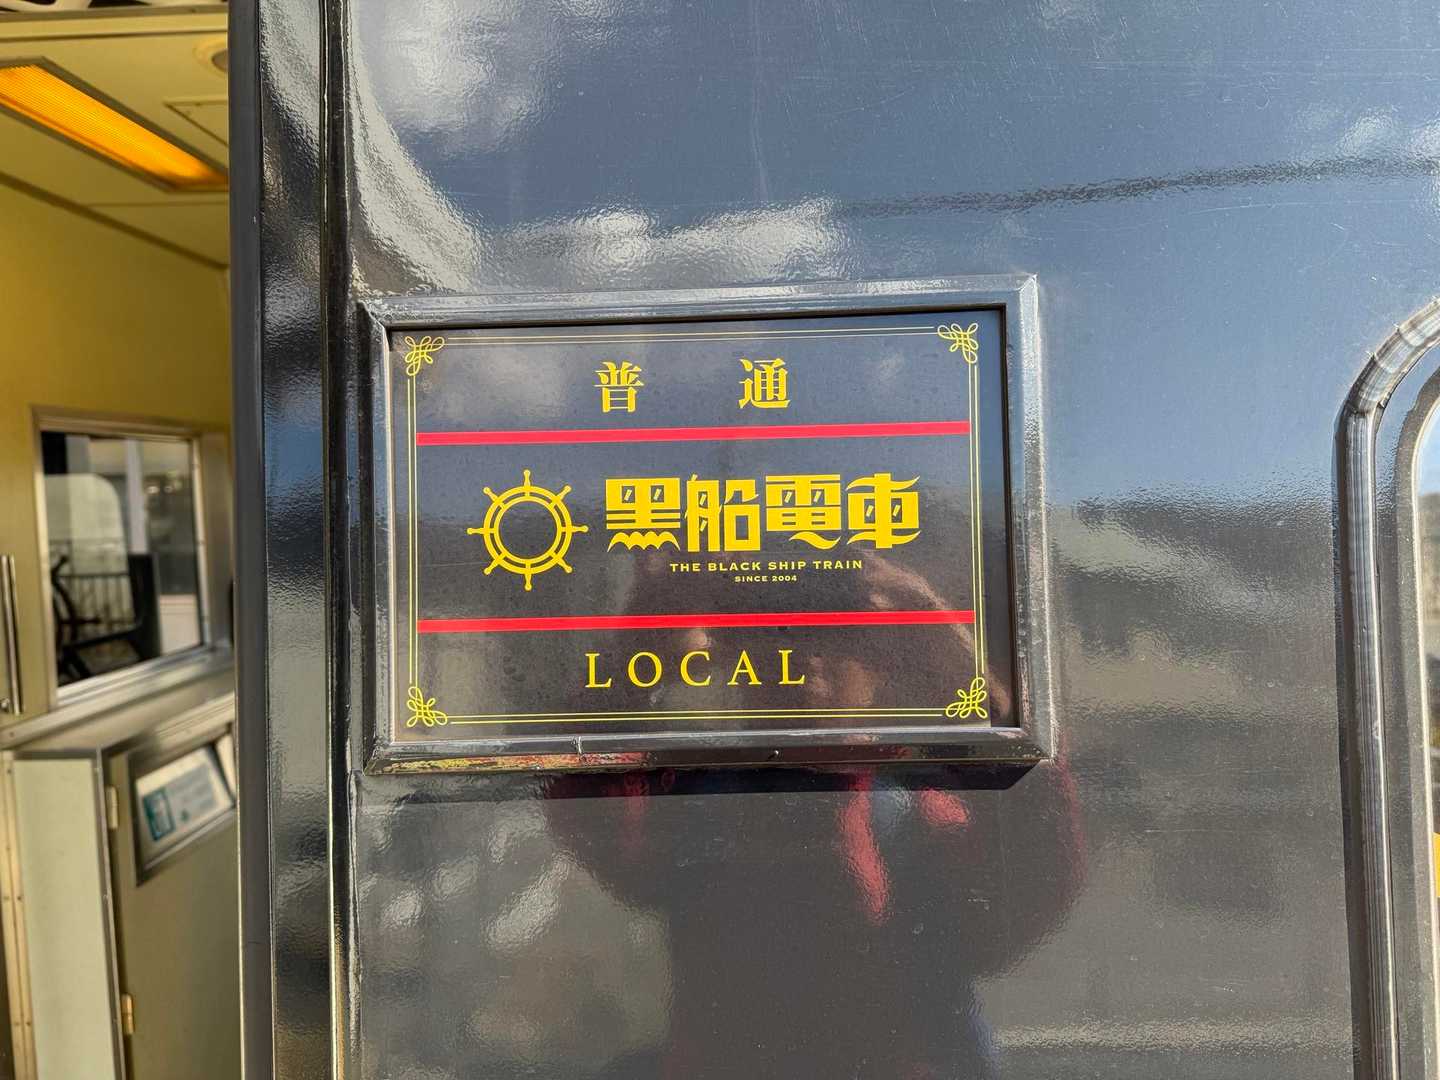 普 通
黒船電車
THE BLACK SHIP TRAIN
SINCE 2004
LOCAL